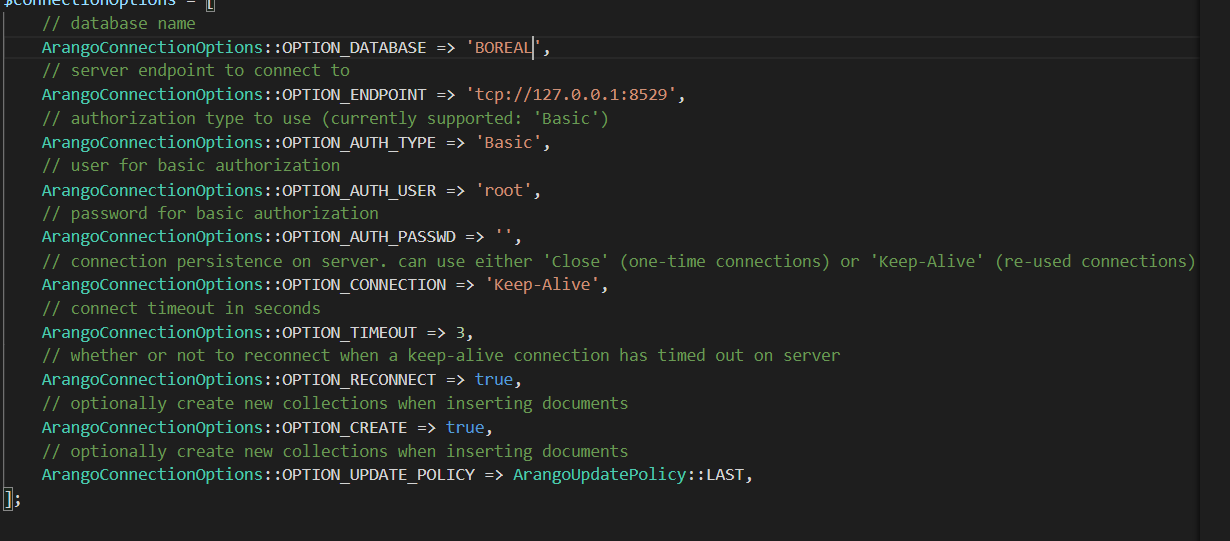 $connectionOptions = [
// database name
ArangoConnectionOptions::OPTION_DATABASE => 'BOREAL',
// server endpoint to connect to
ArangoConnectionOptions::OPTION_ENDPOINT => 'tcp://127.0.0.1:8529',
// authorization type to use (currently supported: 'Basic')
ArangoConnectionOptions::OPTION_AUTH_TYPE => 'Basic',
// user for basic authorization
ArangoConnectionOptions::OPTION_AUTH_USER => 'root',
// password for basic authorization
ArangoConnectionOptions::OPTION_AUTH_PASSWD => '',
// connection persistence on server. can use either 'Close' (one-time connections) or 'Keep-Alive' (re-used connections)
ArangoConnectionOptions::OPTION_CONNECTION => 'Keep-Alive',
// connect timeout in seconds
ArangoConnectionOptions::OPTION_TIMEOUT => 3,
// whether or not to reconnect when a keep-alive connection has timed out on server
ArangoConnectionOptions::OPTION_RECONNECT => true,
// optionally create new collections when inserting documents
ArangoConnectionOptions::OPTION_CREATE => true,
// optionally create new collections when inserting documents
ArangoConnectionOptions::OPTION_UPDATE_POLICY => ArangoUpdatePolicy::LAST,
];